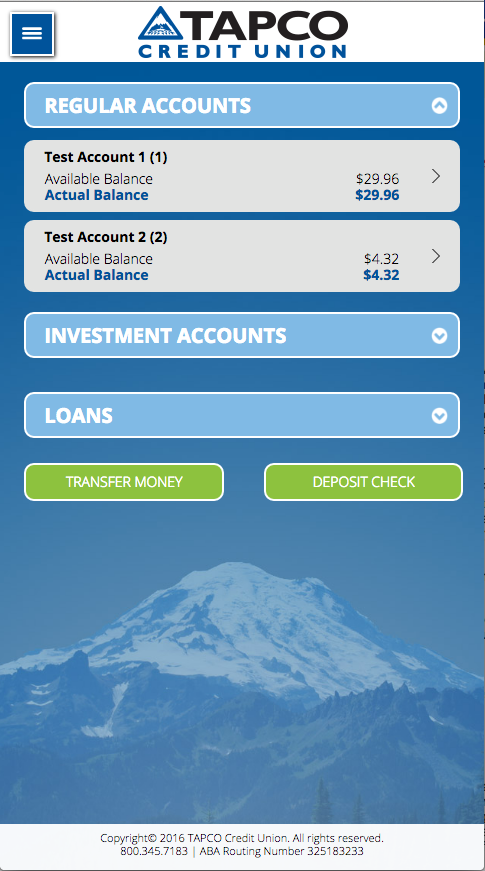 TAPCO
CREDIT UNION
REGULAR ACCOUNTS
Test Account 1 (1)
Available Balance $29.96
Actual Balance $29.96
Test Account 2 (2)
Available Balance $4.32
Actual Balance $4.32
INVESTMENT ACCOUNTS
LOANS
TRANSFER MONEY DEPOSIT CHECK
Copyright© 2016 TAPCO Credit Union. All rights reserved.
800.345.7183 | ABA Routing Number 325183233